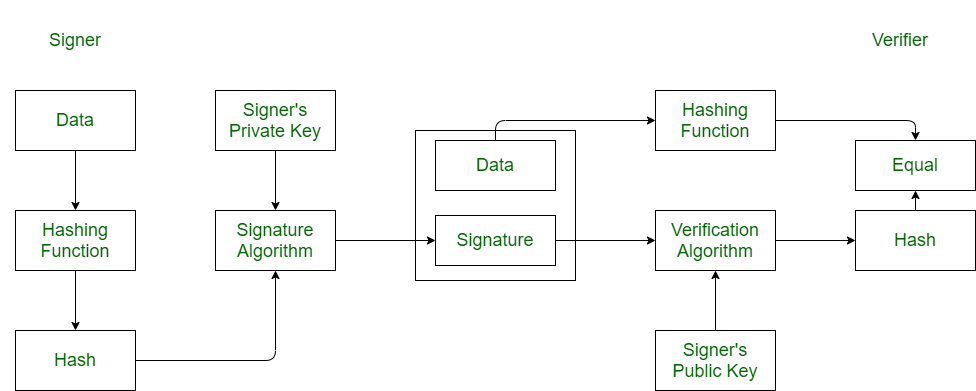 Signer
Verifier
Data
Signer's
Private Key
Hashing
Function
Data
Equal
Hashing
Function
Signature
Algorithm
Signature
Verification
Algorithm
Hash
Hash
Signer's
Public Key